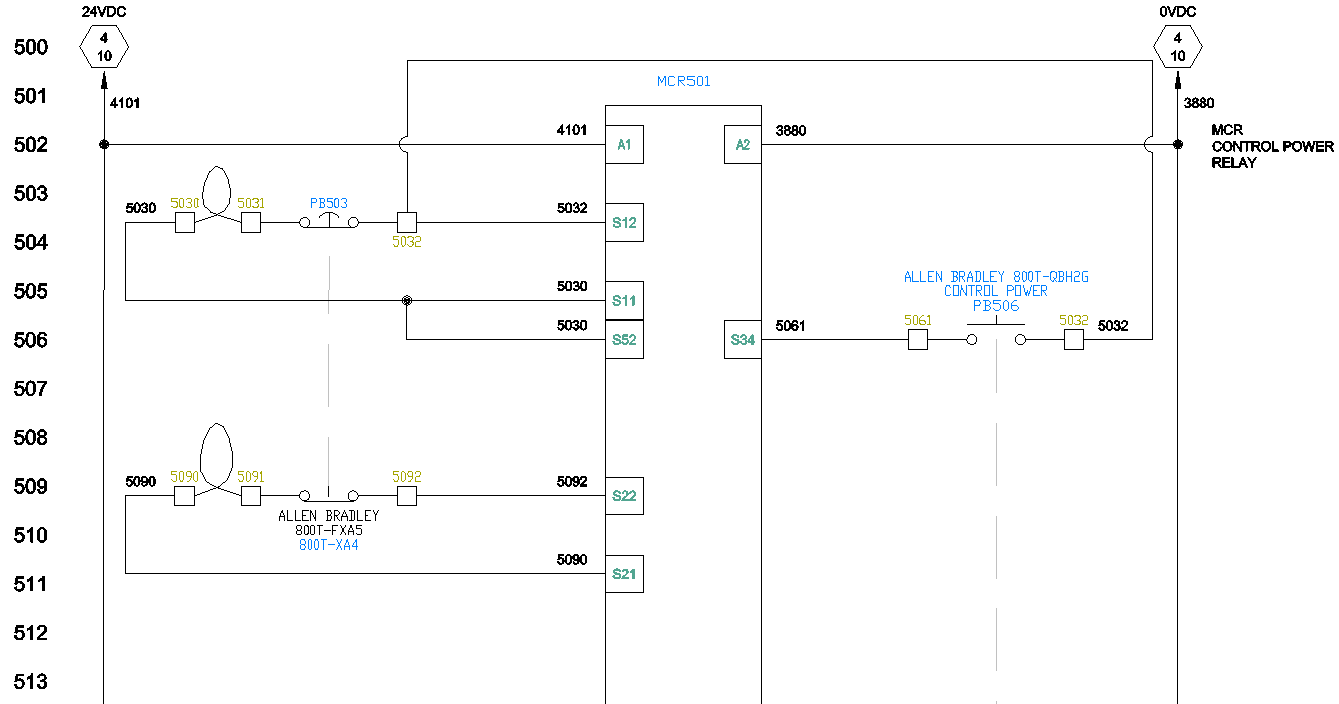 24VDC
0VDC
500
4
10
4
10
MCR501
501
4101
3880
502
4101
A1
A2
3880
MCR
CONTROL POWER
RELAY
503
5030
5030
5031
PB503
5032
S12
5032
504
505
5030
S11
ALLEN BRADLEY 800T-QBH2G
CONTROL POWER
PB506
506
5030
S52
S34
5061
5061
5032
5032
507
508
509
5090
5090
5091
5092
5092
S22
ALLEN BRADLEY
800T-FXA5
800T-XA4
510
511
5090
S21
512
513